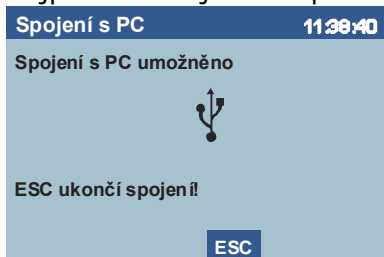 Spojení s PC
11:38:40
Spojení s PC umožněno
ESC ukončí spojení!
ESC